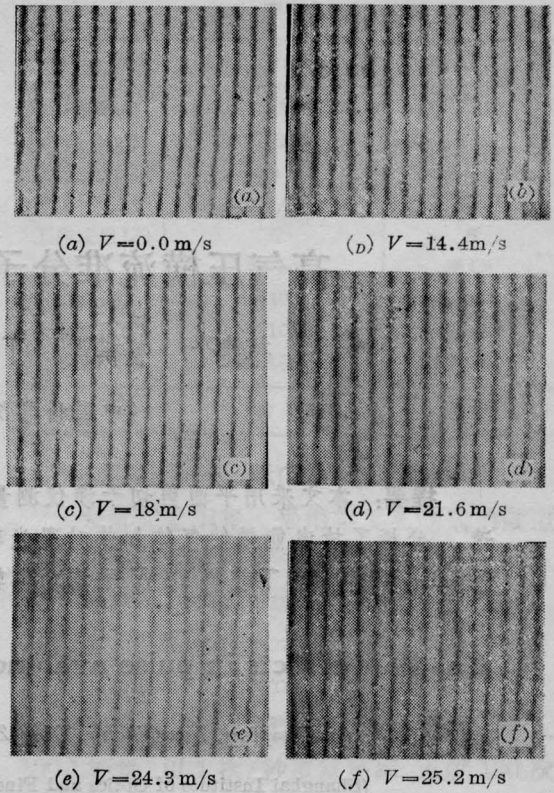 (a)
(b)
(a) V=0.0 m/s
(D) V=14.4m/s
(c)
(d)
(c) V=18 m/s
(d) V=21.6 m/s
(e)
(f)
(e) V=24.3 m/s
(f) V=25.2 m/s